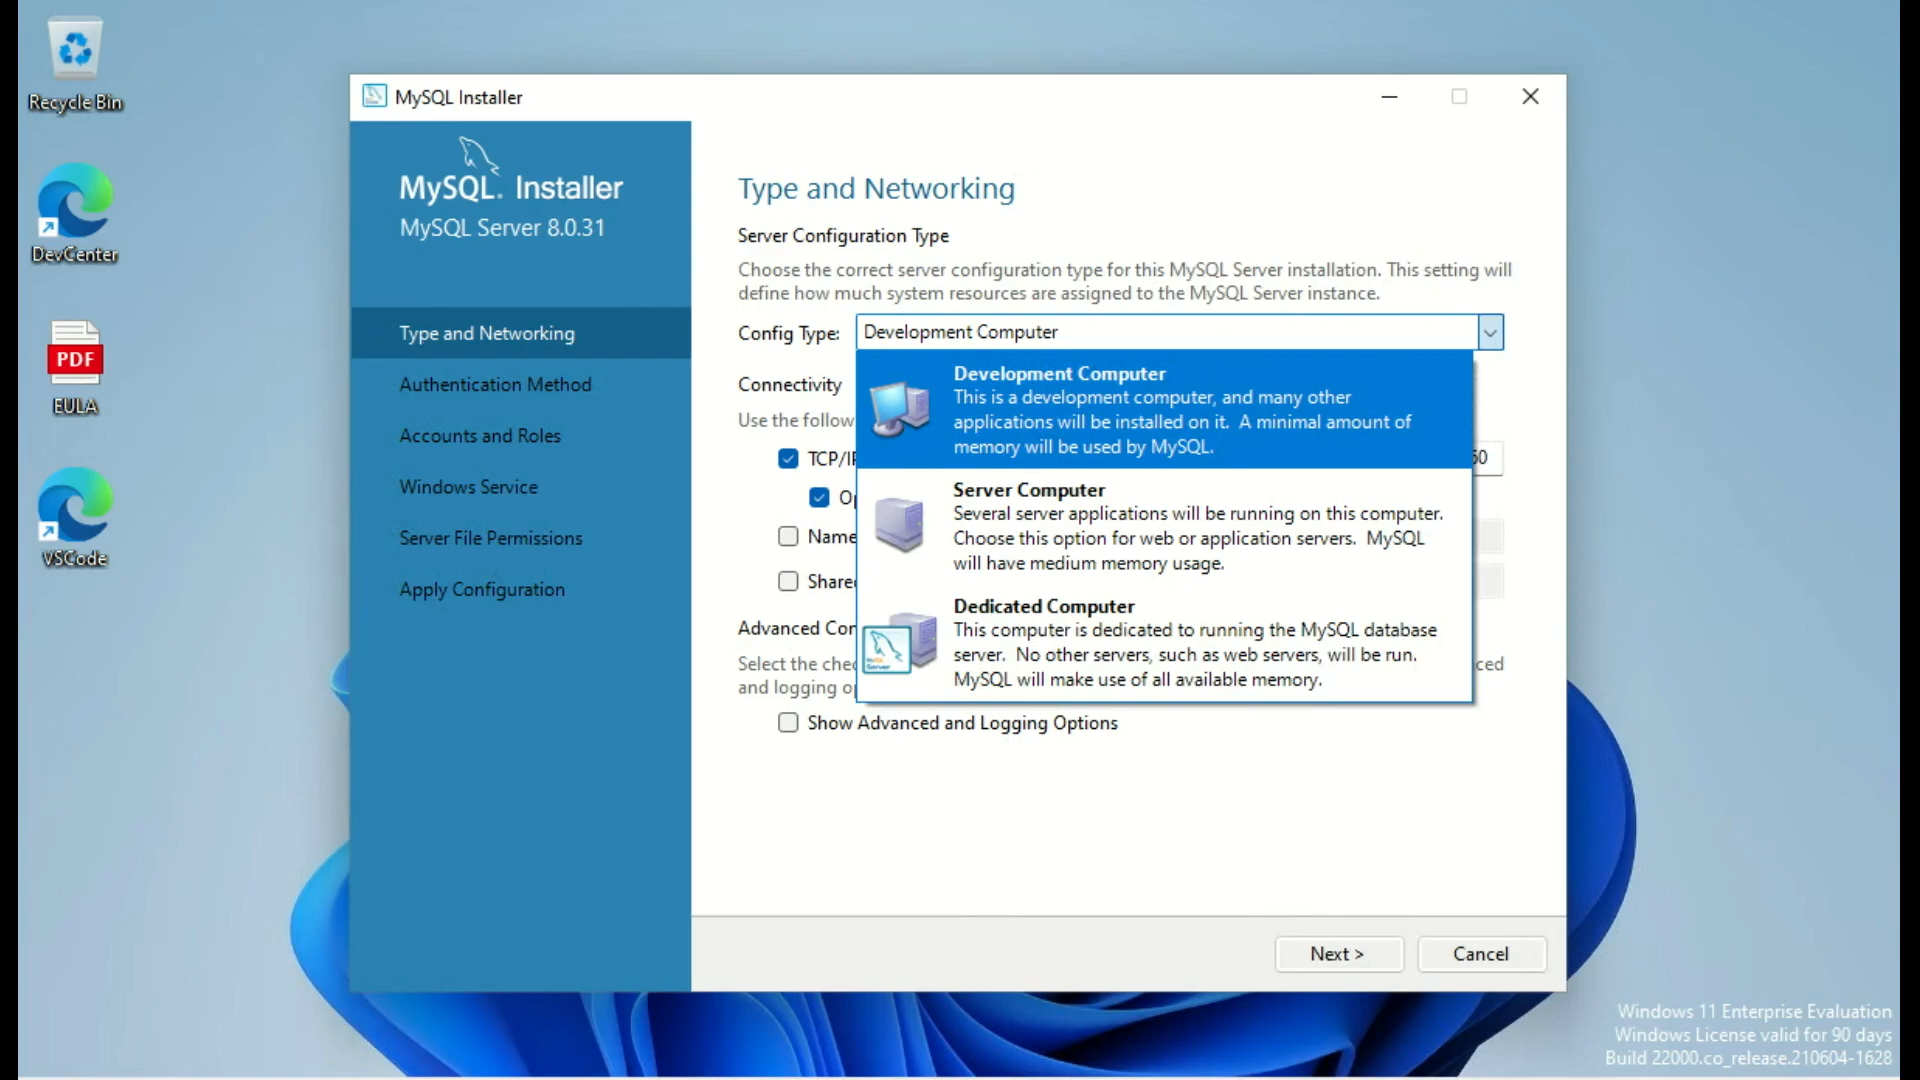 Recycle Bin
DevCenter
PDF
EULA
VSCode
MySQL Installer
MySQL. Installer
MySQL Server 8.0.31
Type and Networking
Authentication Method
Accounts and Roles
Windows Service
Server File Permissions
Apply Configuration
Type and Networking
Server Configuration Type
Choose the correct server configuration type for this MySQL Server installation. This setting will
define how much system resources are assigned to the MySQL Server instance.
Config Type: Development Computer
Development Computer
This is a development computer, and many other
applications will be installed on it. A minimal amount of
memory will be used by MySQL.
Server Computer
Several server applications will be running on this computer.
Choose this option for web or application servers. MySQL
will have medium memory usage.
Dedicated Computer
This computer is dedicated to running the MySQL database
server. No other servers, such as web servers, will be run.
MySQL will make use of all available memory.
Connectivity
Use the follow
TCP/I
Name
Share
Advanced Con
Select the che
and logging
Show Advanced and Logging Options
Next >
Cancel
Windows 11 Enterprise Evaluation
Windows License valid for 90 days
Build 22000.co_release.210604-1628